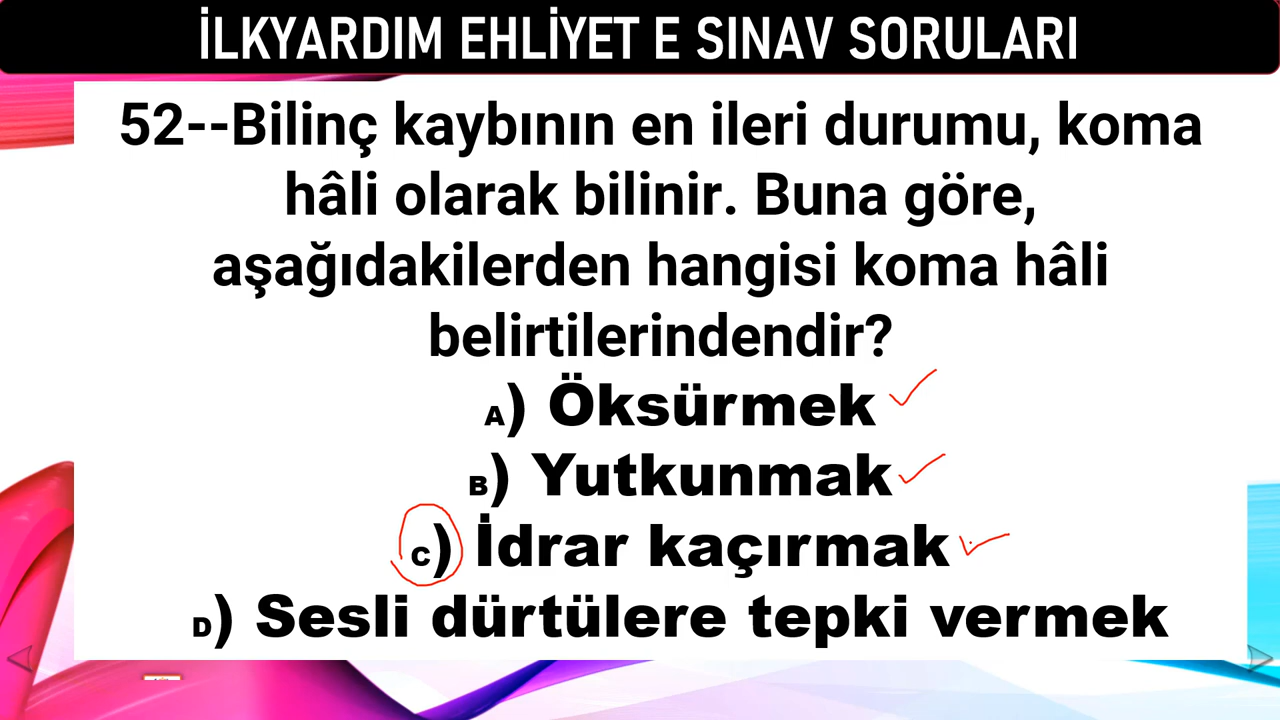 İLKYARDIM EHLİYET E SINAV SORULARI
52--Bilinç kaybının en ileri durumu, koma
hâli olarak bilinir. Buna göre,
aşağıdakilerden hangisi koma hâli
belirtilerindendir?
A) Öksürmek
B) Yutkunmak
C) İdrar kaçırmak
D) Sesli dürtülere tepki vermek